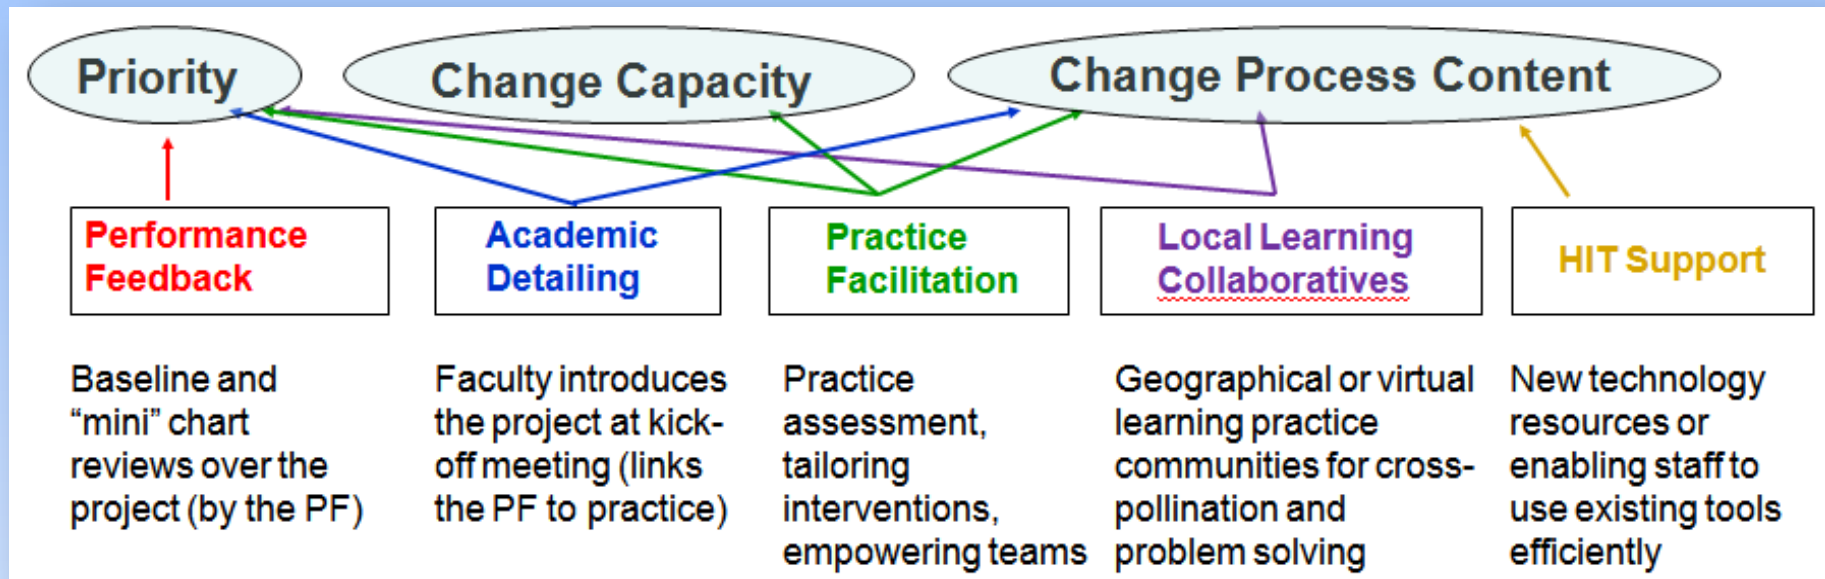 Priority
Change Capacity
Change Process Content
Performance
Feedback
Academic
Detailing
Practice
Facilitation
Local Learning
Collaboratives
HIT Support
Baseline and
“mini” chart
reviews over the
project (by the PF)
Faculty introduces
the project at kick-
off meeting (links
the PF to practice)
Practice
assessment,
tailoring
interventions,
empowering teams
Geographical or virtual
learning practice
communities for cross-
pollination and
problem solving
New technology
resources or
enabling staff to
use existing tools
efficiently